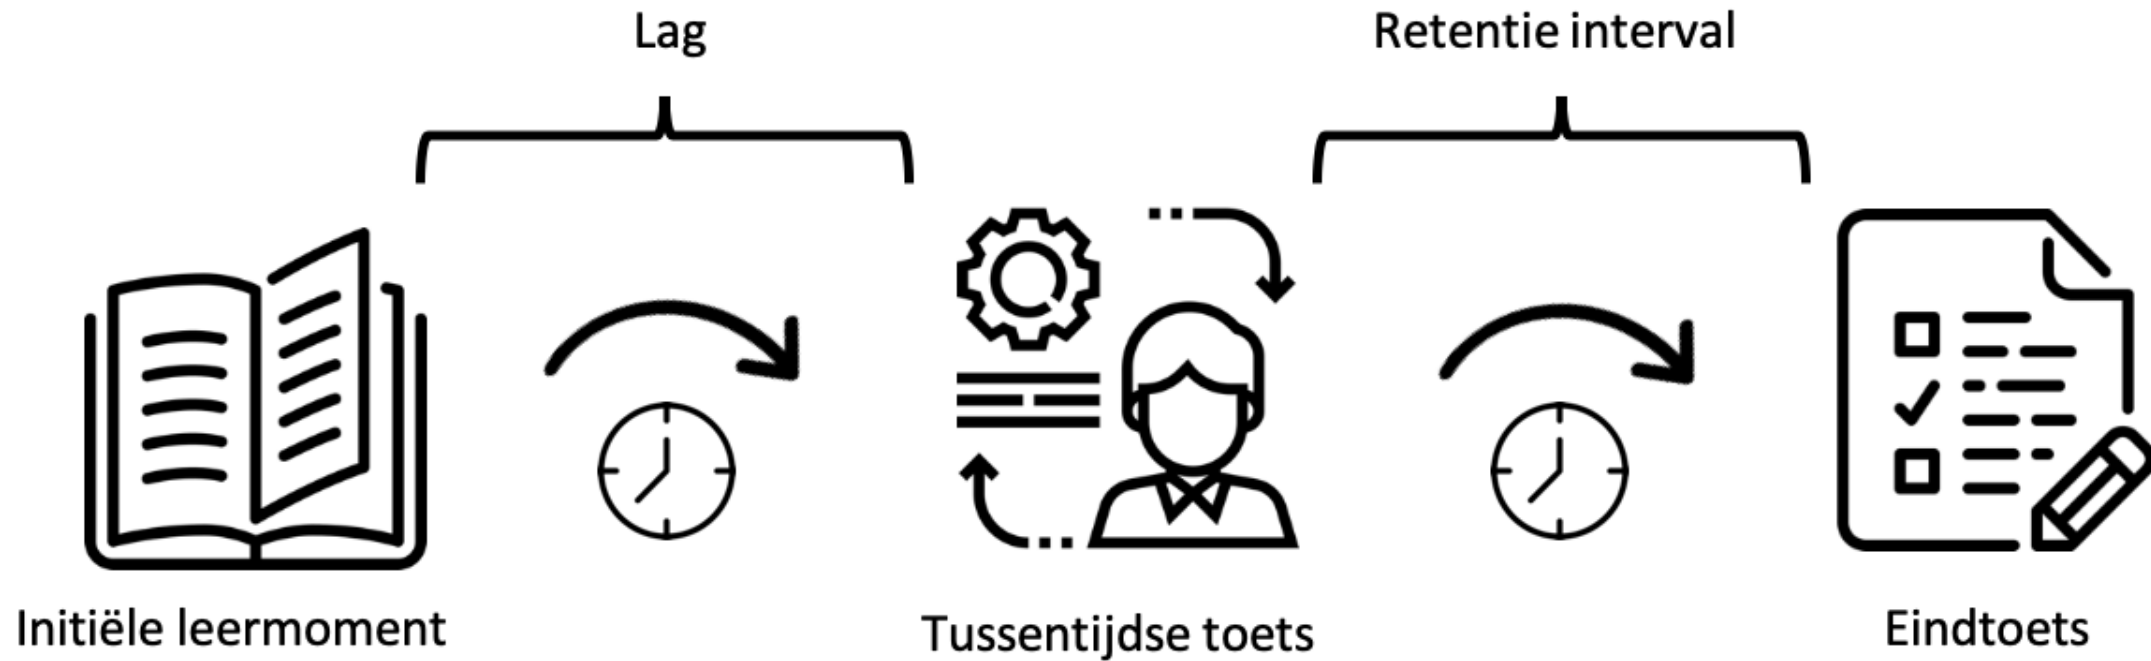 Lag
Retentie interval
Initiële leermoment
Tussentijdse toets
Eindtoets